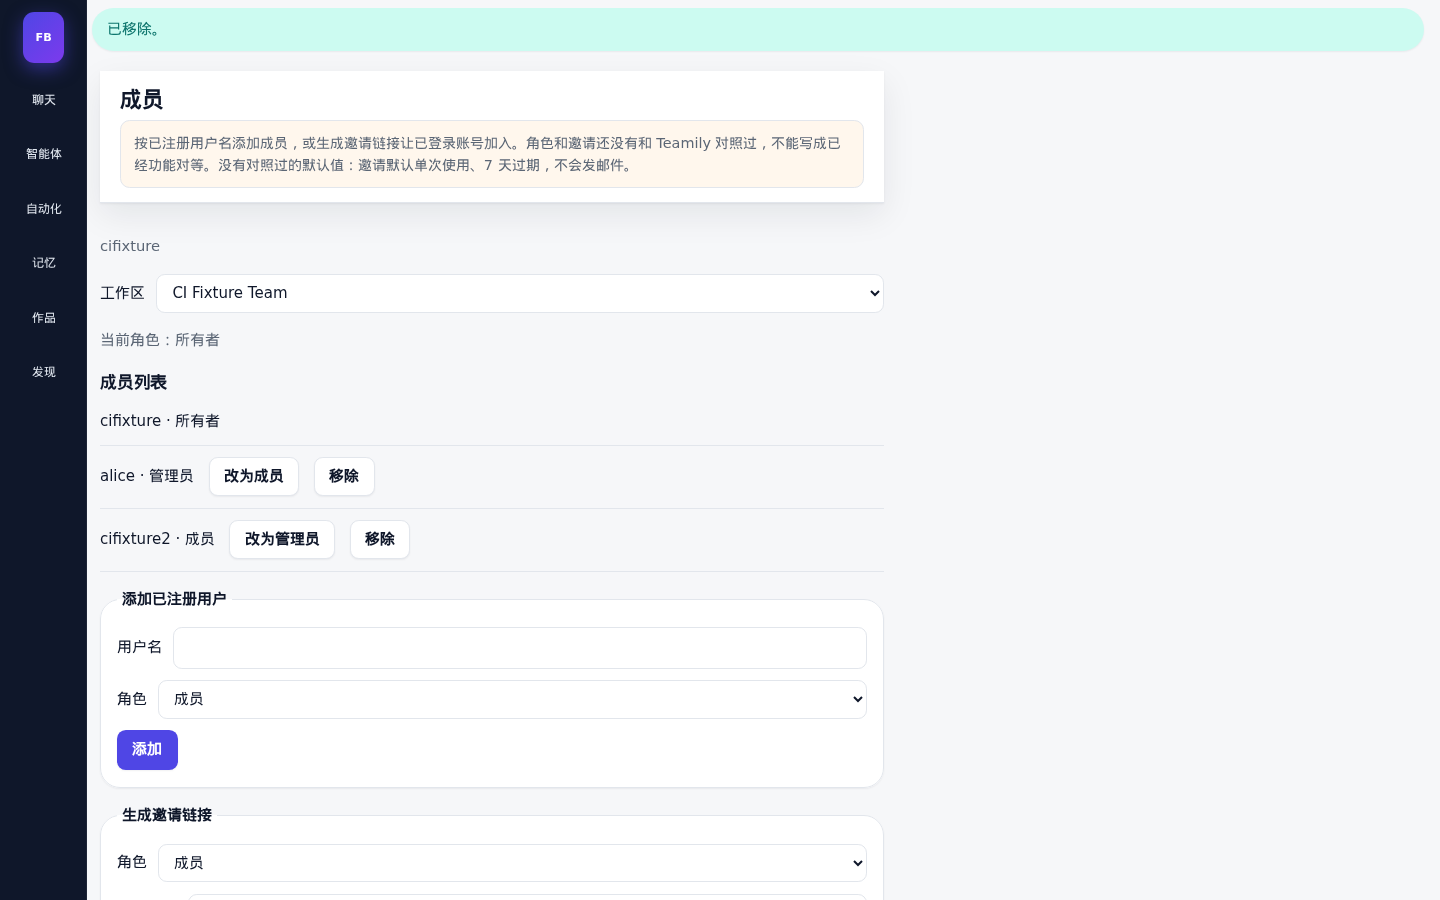 FB
聊天
智能体
自动化
记忆
作品
发现
已移除。
成员
按已注册用户名添加成员，或生成邀请链接让已登录账号加入。角色和邀请还没有和 Teamily 对照过，不能写成已
经功能对等。没有对照过的默认值：邀请默认单次使用、7 天过期，不会发邮件。
cifixture
工作区 CI Fixture Team
当前角色：所有者
成员列表
cifixture · 所有者
alice · 管理员 改为成员 移除
cifixture2 · 成员 改为管理员 移除
添加已注册用户
用户名
角色 成员
添加
生成邀请链接
角色 成员